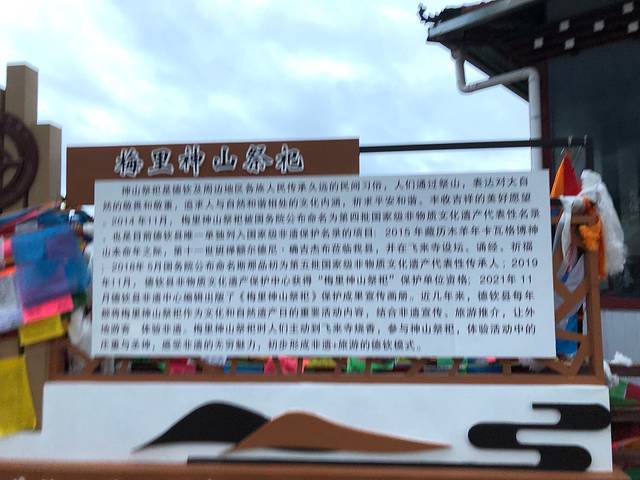 梅里神山祭祀
神山祭祀是德钦及周边地区各族人民传承久远的民间习俗，人们通过祭山，表达对大自
然的敬畏和敬重，追求人与自然和谐相处的文化内涵，祈求平安和谐、丰收吉祥的美好愿望
。2014年11月，梅里神山祭祀被国务院公布命名为第四批国家级非物质文化遗产代表性名录
，也是目前德钦县唯一单独列入国家级非遗保护名录的项目；2015年藏历木羊年卡瓦格博神
山本命年之际，第十一世班禅额尔德尼·确吉杰布莅临我县，并在飞来寺设坛、诵经、祈福
；2018年5月国务院公布命名斯那品初为第五批国家级非物质文化遗产代表性传承人；2019
年11月，德钦县非物质文化遗产保护中心获得“梅里神山祭祀”保护单位资格；2021年11
月德钦县非遗中心编辑出版了《梅里神山祭祀》保护成果宣传画册。近几年来，德钦县每年
把梅里神山祭祀作为文化和自然遗产日的重要活动内容，结合非遗宣传、旅游推介，让外
地游客 体验非遗。梅里神山祭祀时人们主动到飞来寺烧香，参与神山祭祀，体验活动中的
庄重与圣神，感受非遗的无穷魅力，初步形成非遗+旅游的德钦模式。